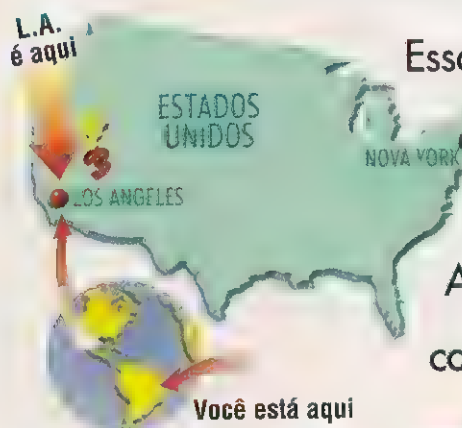 L.A.
é aqui
ESTADOS
UNIDOS
NOVA YORK
LOS ANGELES
Você está aqui